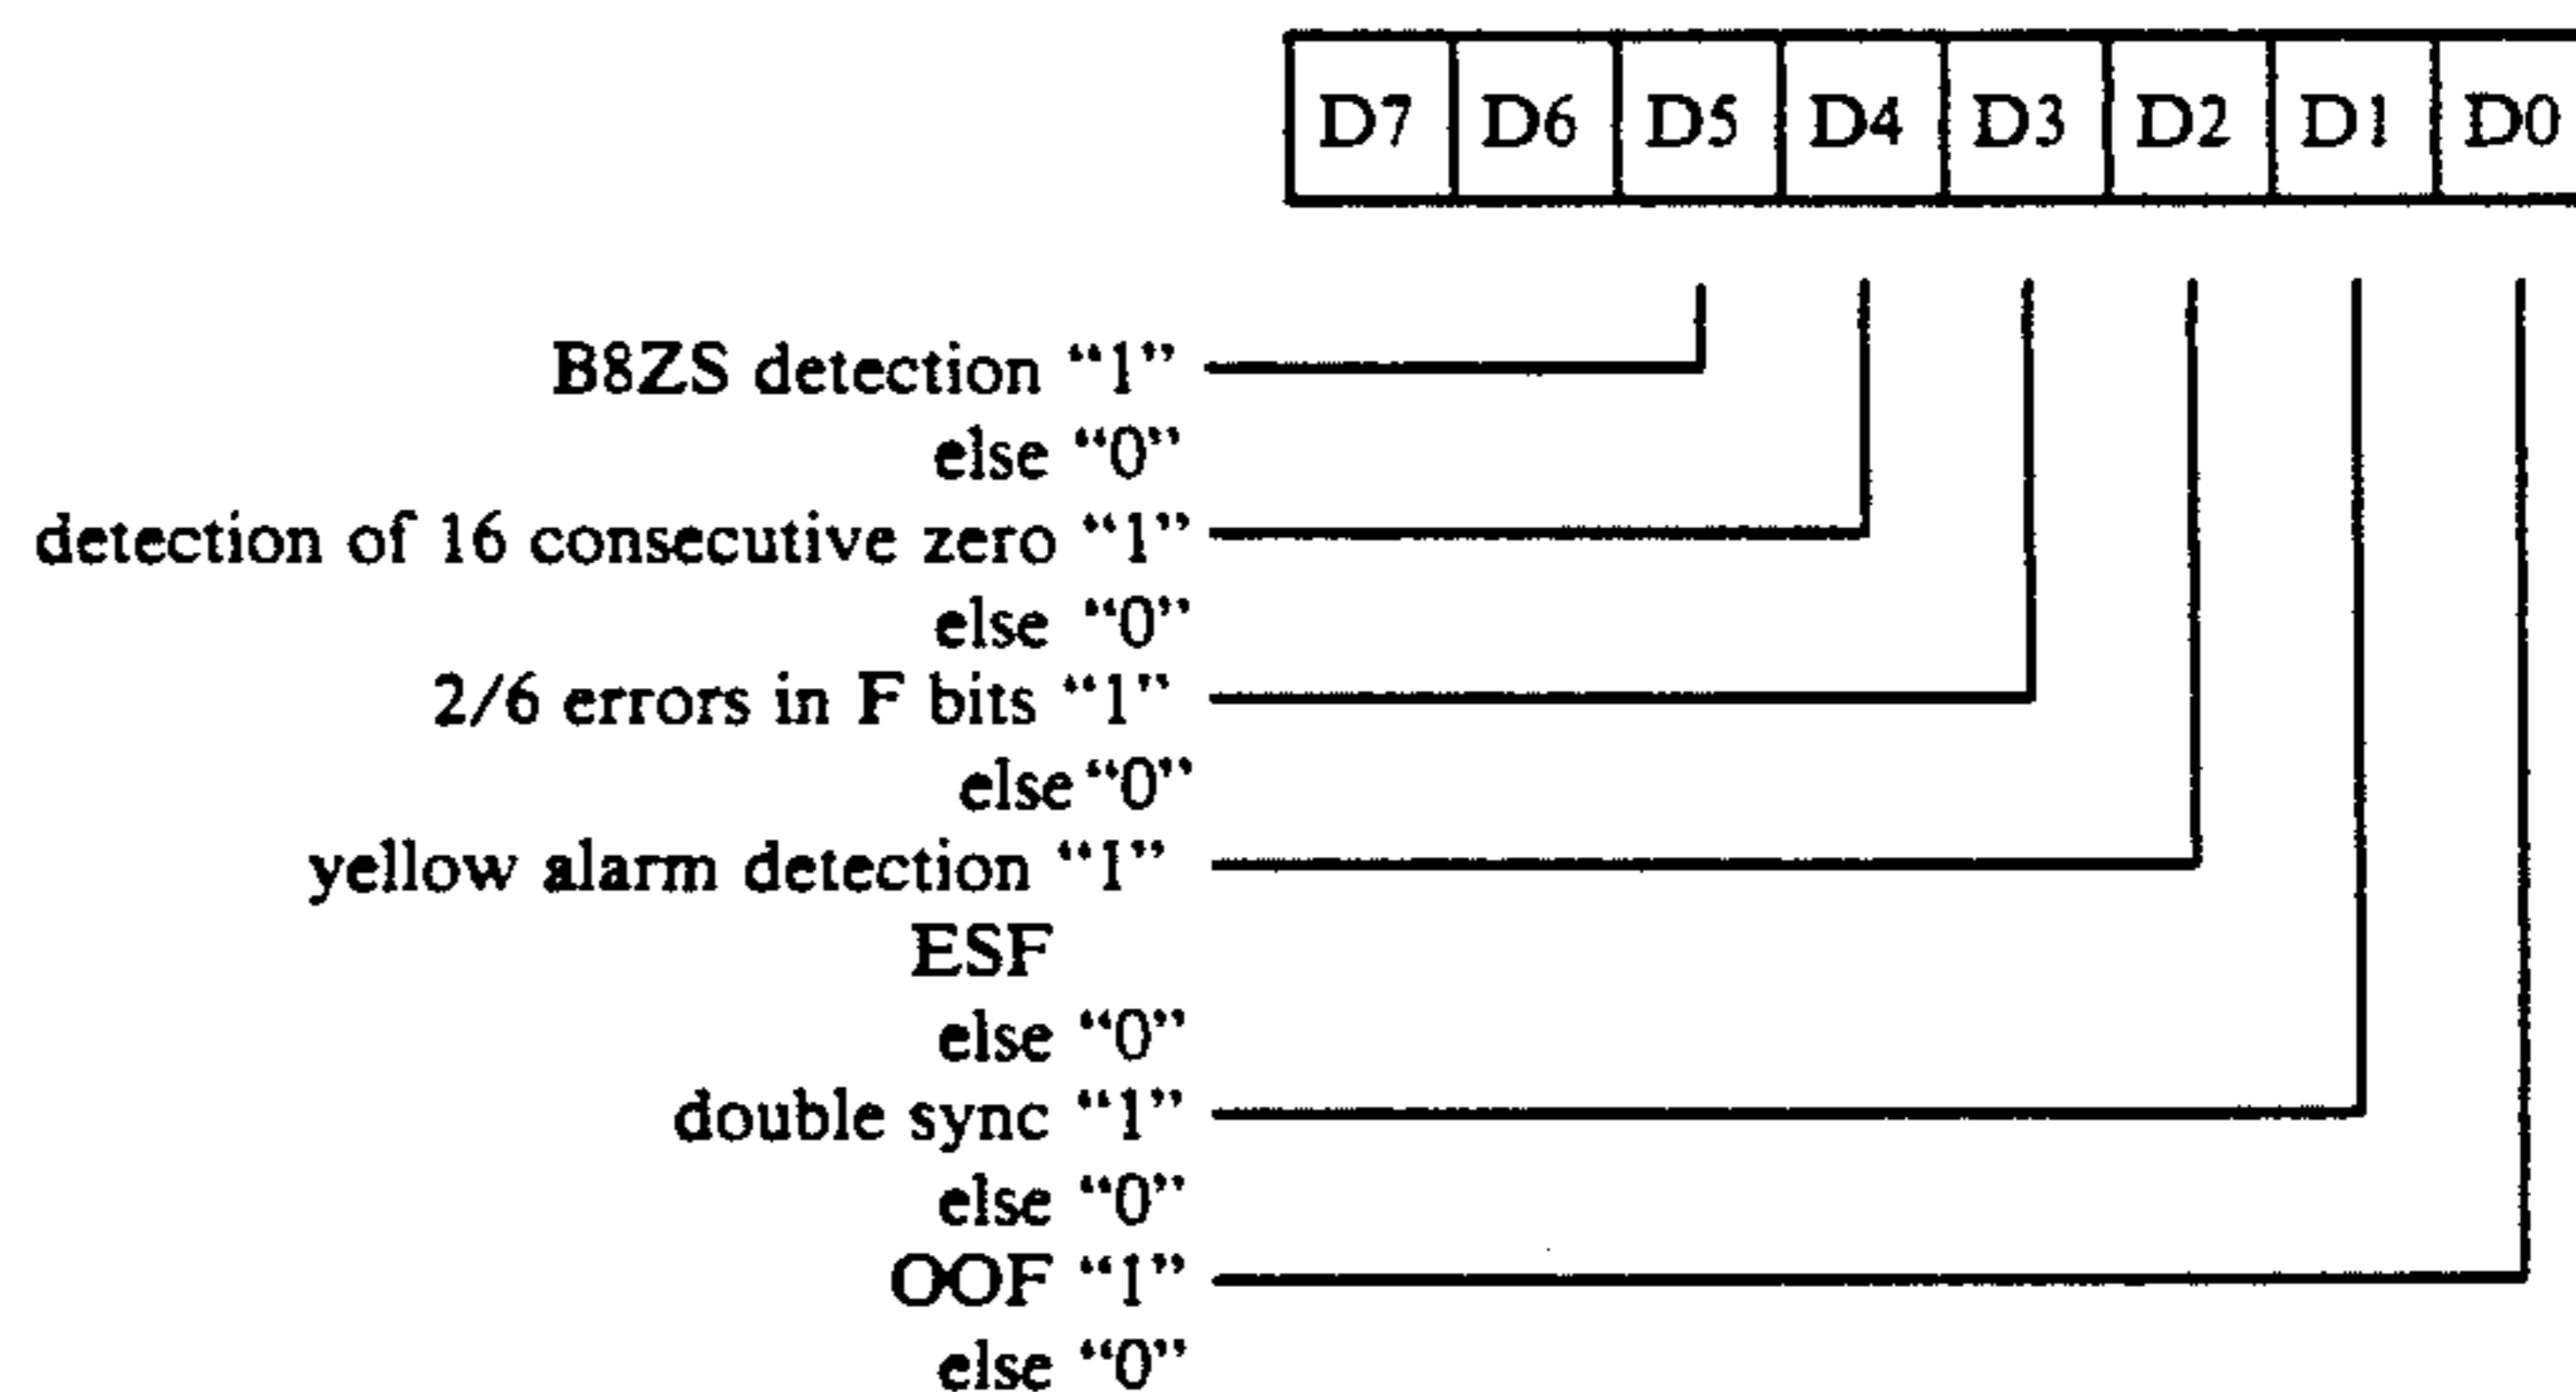 D7 D6 D5 D4 D3 D2 D1 D0
B8ZS detection “1”
else “0”
detection of 16 consecutive zero “1”
else “0”
2/6 errors in F bits “1”
else “0”
yellow alarm detection “1”
ESF
else “0”
double sync “1”
else “0”
OOF “1”
else “0”